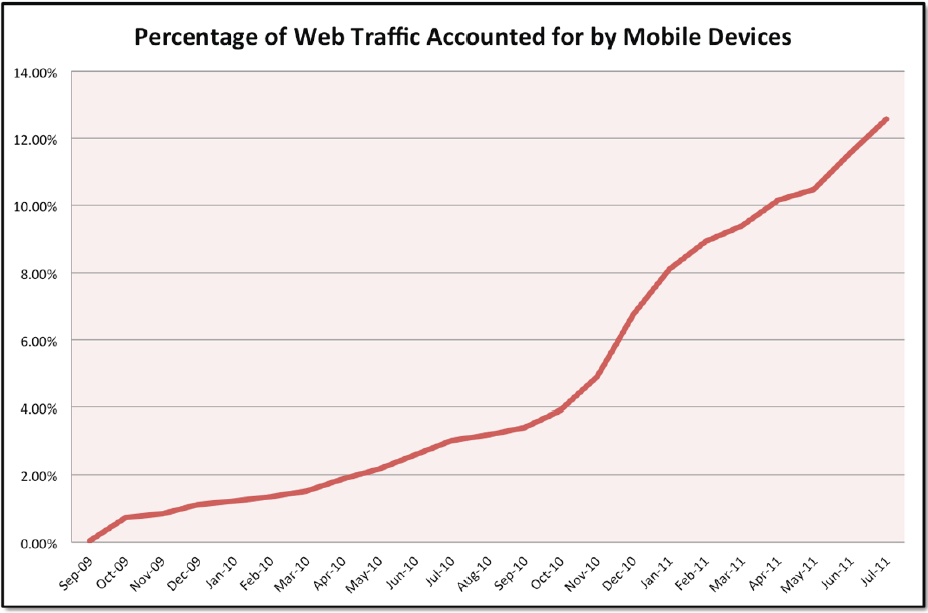 Percentage of Web Traffic Accounted for by Mobile Devices
14.00%
12.00%
10.00%
8.00%
6.00%
4.00%
2.00%
0.00%
Sep-09
Oct-09
Nov-09
Dec-09
Jan-10
Feb-10
Mar-10
Apr-10
May-10
Jun-10
Jul-10
Aug-10
Sep-10
Oct-10
Nov-10
Dec-10
Jan-11
Feb-11
Mar-11
Apr-11
May-11
Jun-11
Jul-11